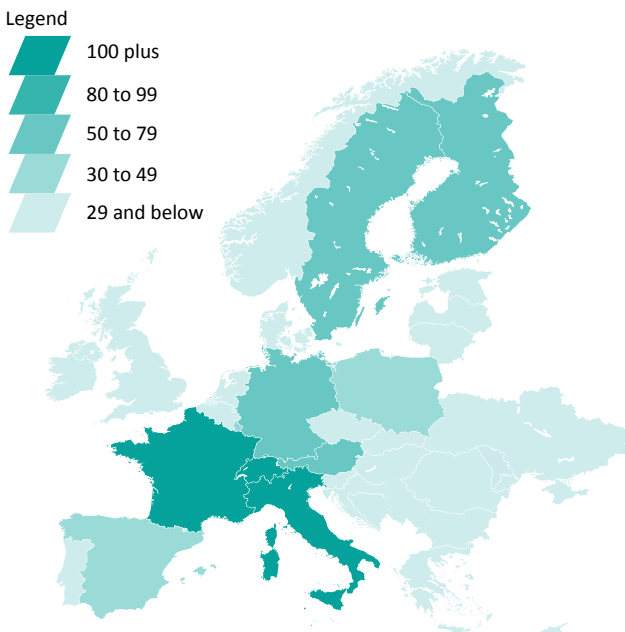 Legend
100 plus
80 to 99
50 to 79
30 to 49
29 and below